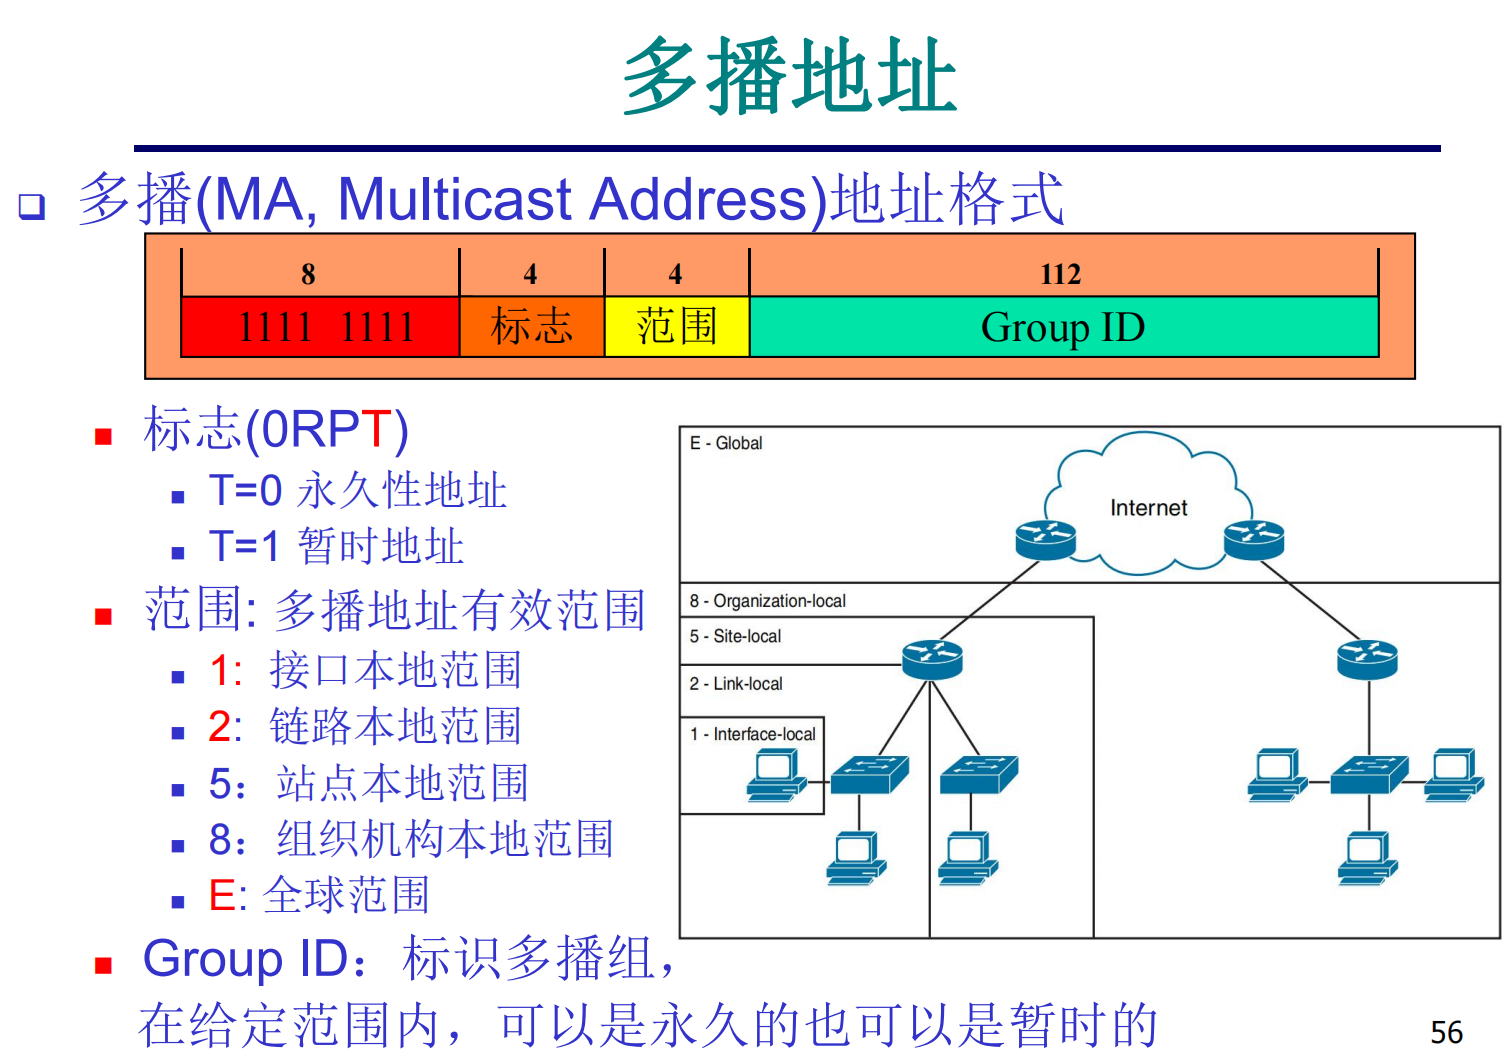 多播地址
多播(MA, Multicast Address)地址格式
8 4 4 112
1111 1111 标志 范围 Group ID
标志(0RPT)
T=0 永久性地址
T=1 暂时地址
范围: 多播地址有效范围
1: 接口本地范围
2: 链路本地范围
5：站点本地范围
8：组织机构本地范围
E: 全球范围
Group ID：标识多播组，
在给定范围内，可以是永久的也可以是暂时的
E - Global
Internet
8 - Organization-local
5 - Site-local
2 - Link-local
1 - Interface-local
56